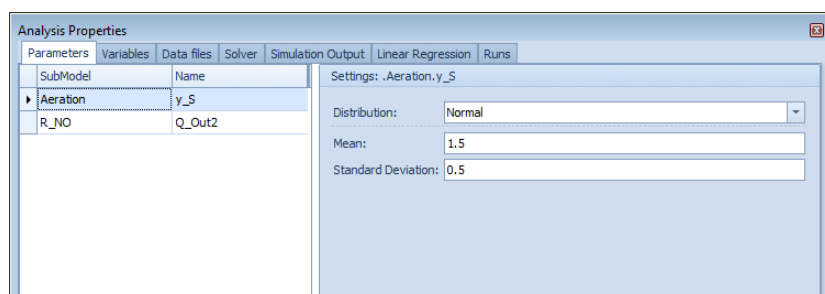 Analysis Properties
Parameters Variables Data files Solver Simulation Output Linear Regression Runs
SubModel Name
Aeration y_S
R_NO Q_Out2
Settings: .Aeration.y_S
Distribution: Normal
Mean: 1.5
Standard Deviation: 0.5